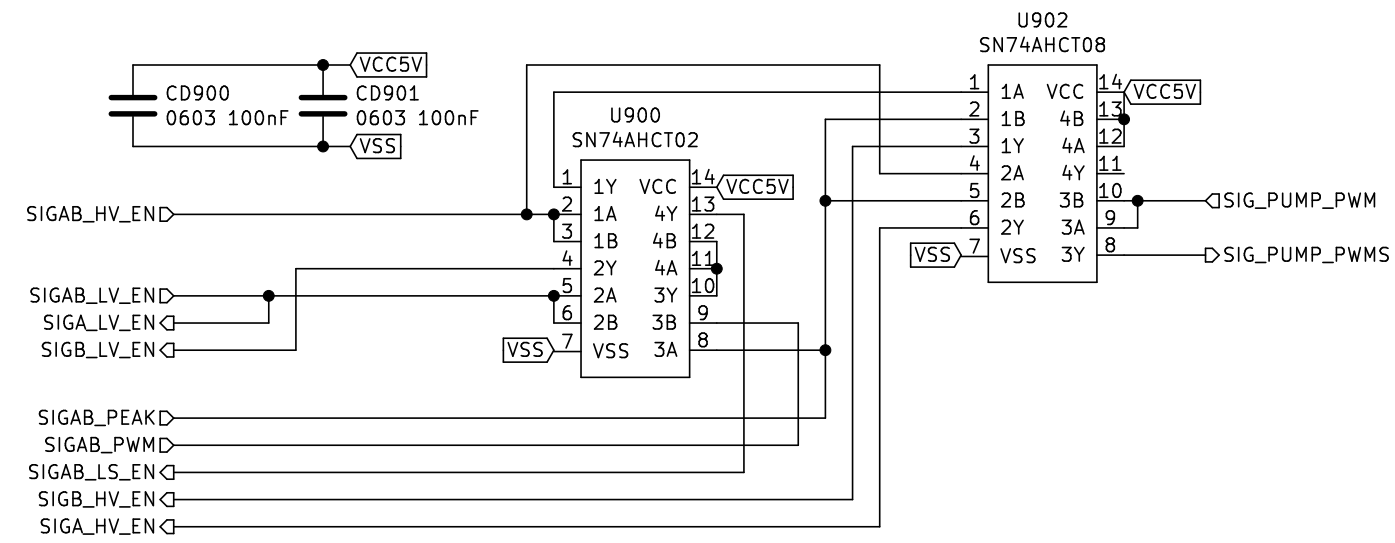 U902
SN74AHCT08
VCC5V
CD900
0603 100nF
CD901
0603 100nF
VSS
U900
SN74AHCT02
1 1A VCC 14 VCC5V
2 1B 4B 13
3 1Y 4A 12
4 2A 4Y 11
5 2B 3B 10 SIG_PUMP_PWM
6 2Y 3A 9
VSS 7 VSS 3Y 8 SIG_PUMP_PWMS
1 1Y VCC 14 VCC5V
SIGAB_HV_EN 2 1A 4Y 13
3 1B 4B 12
4 2Y 4A 11
SIGAB_LV_EN 5 2A 3Y 10
SIGA_LV_EN 6 2B 3B 9
SIGB_LV_EN VSS 7 VSS 3A 8
SIGAB_PEAK
SIGAB_PWM
SIGAB_LS_EN
SIGB_HV_EN
SIGA_HV_EN